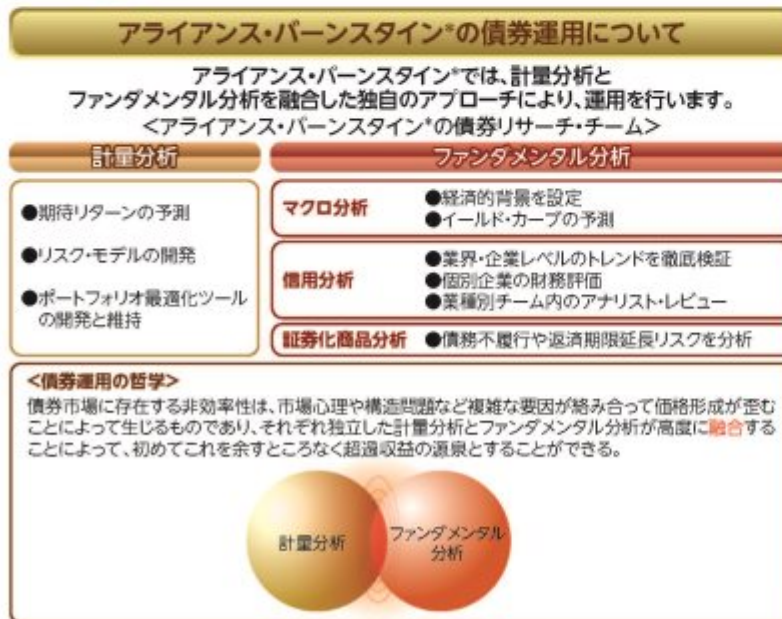 アライアンス・バーンスタイン*の債券運用について
アライアンス・バーンスタイン*では、計量分析と
ファンダメンタル分析を融合した独自のアプローチにより、運用を行います。
<アライアンス・バーンスタイン*の債券リサーチ・チーム>
計量分析
●期待リターンの予測
●リスク・モデルの開発
●ポートフォリオ最適化ツール
の開発と維持
ファンダメンタル分析
マクロ分析
●経済的背景を設定
●イールド・カーブの予測
信用分析
●業界・企業レベルのトレンドを徹底検証
●個別企業の財務評価
●業種別チーム内のアナリスト・レビュー
証券化商品分析
●債務不履行や返済期限延長リスクを分析
<債券運用の哲学>
債券市場に存在する非効率性は、市場心理や構造問題など複雑な要因が絡み合って価格形成が歪む
ことによって生じるものであり、それぞれ独立した計量分析とファンダメンタル分析が高度に融合する
ことによって、初めてこれを余すところなく超過収益の源泉とすることができる。
計量分析
ファンダメンタル
分析